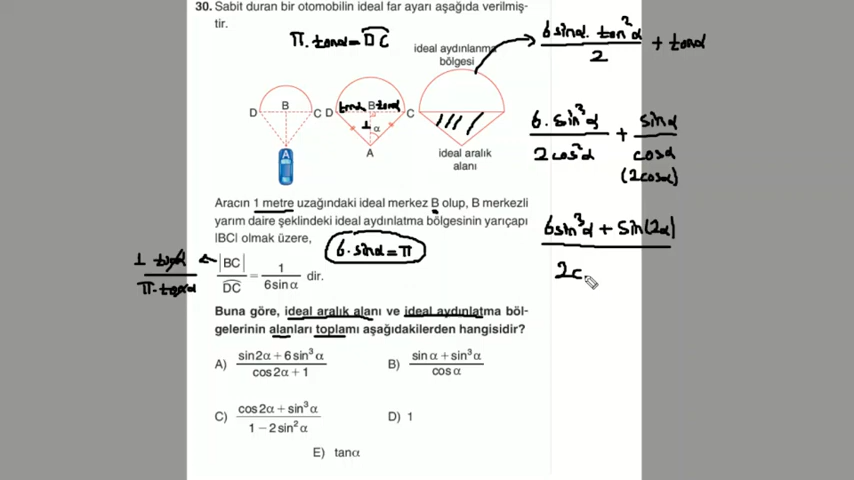 30. Sabit duran bir otomobilin ideal far ayarı aşağıda verilmiş-
tir.
π. tanα = DC
ideal aydınlanma
bölgesi
6 sinα. tan²α / 2 + tanα
D B C
A
D tanα B tanα C
1 α
A
ideal aralık
alanı
6. sin³α / 2cos²α + sinα / cosα
(2cosα)
Aracın 1 metre uzağındaki ideal merkez B olup, B merkezli
yarım daire şeklindeki ideal aydınlatma bölgesinin yarıçapı
|BC| olmak üzere,
6. sinα = π
6sin³α + sin(2α)
2c
1 tanα / π. tanα ← |BC| / DC = 1 / 6sinα dir.
Buna göre, ideal aralık alanı ve ideal aydınlatma böl-
gelerinin alanları toplamı aşağıdakilerden hangisidir?
A) sin2α + 6sin³α / cos2α + 1
B) sinα + sin³α / cosα
C) cos2α + sin³α / 1 − 2sin²α
D) 1
E) tanα